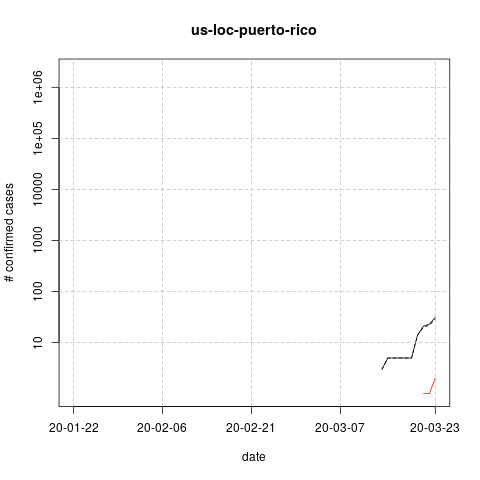 us-loc-puerto-rico
1e+06
1e+05
10000
1000
100
10
# confirmed cases
20-01-22 20-02-06 20-02-21 20-03-07 20-03-23
date